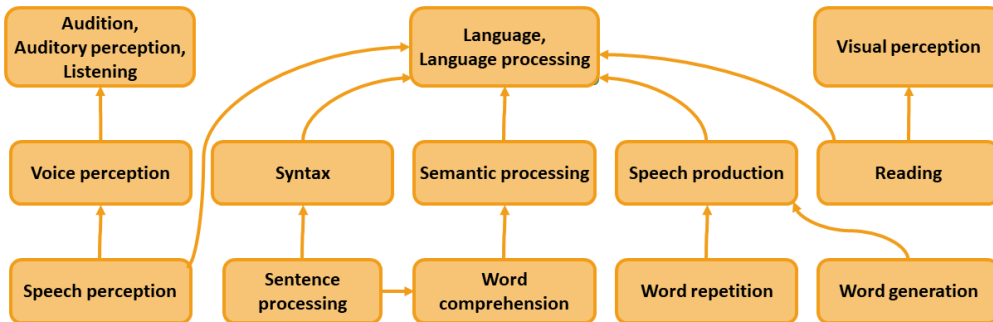 Audition,
Auditory perception,
Listening
Language,
Language processing
Visual perception
Voice perception
Syntax
Semantic processing
Speech production
Reading
Speech perception
Sentence
processing
Word
comprehension
Word repetition
Word generation